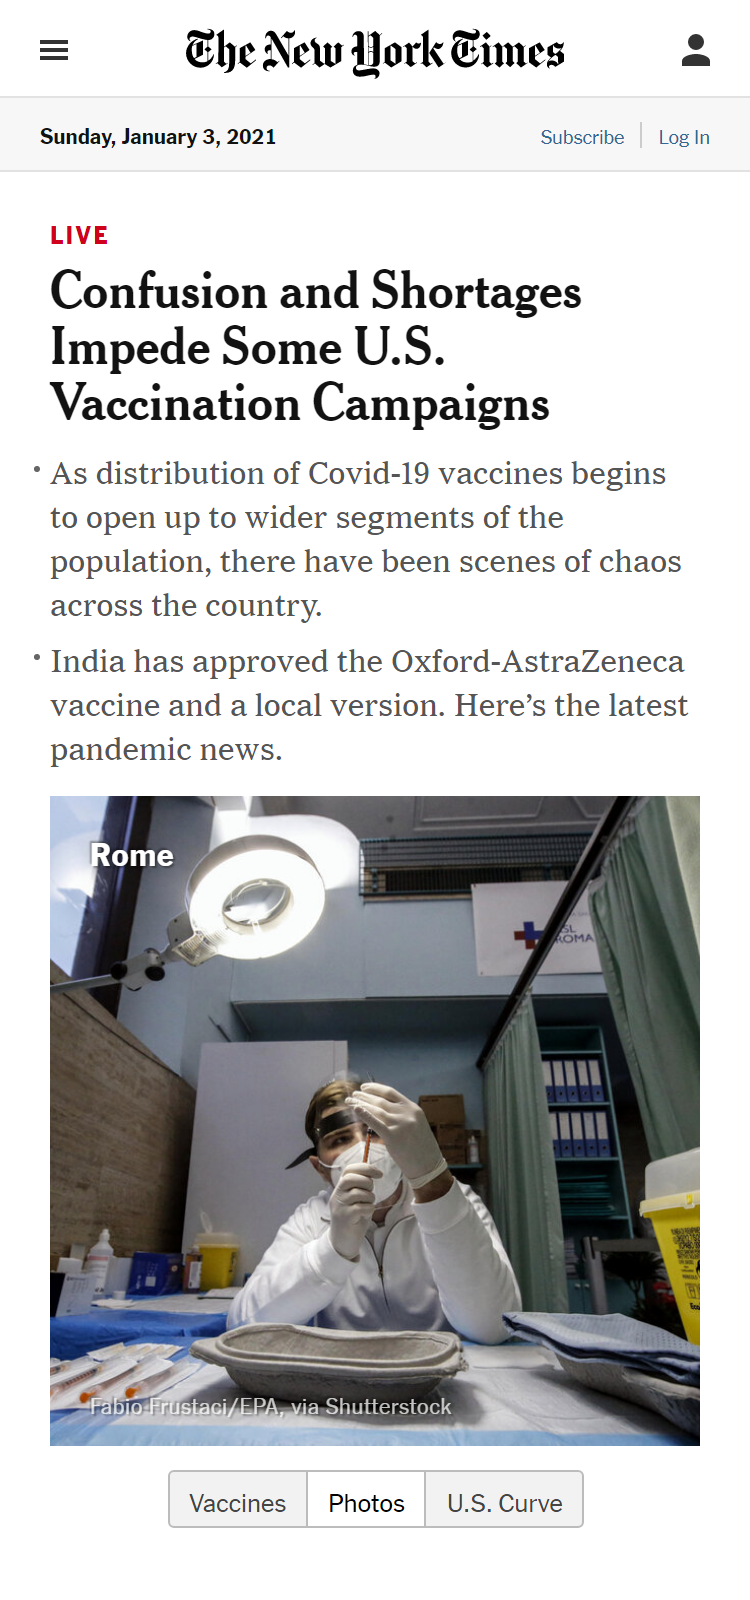 The New York Times
Sunday, January 3, 2021
Subscribe
Log In
LIVE
Confusion and Shortages
Impede Some U.S.
Vaccination Campaigns
• As distribution of Covid-19 vaccines begins
to open up to wider segments of the
population, there have been scenes of chaos
across the country.
• India has approved the Oxford-AstraZeneca
vaccine and a local version. Here’s the latest
pandemic news.
Rome
SL
ROMA
Fabio Frustaci/EPA, via Shutterstock
Vaccines
Photos
U.S. Curve